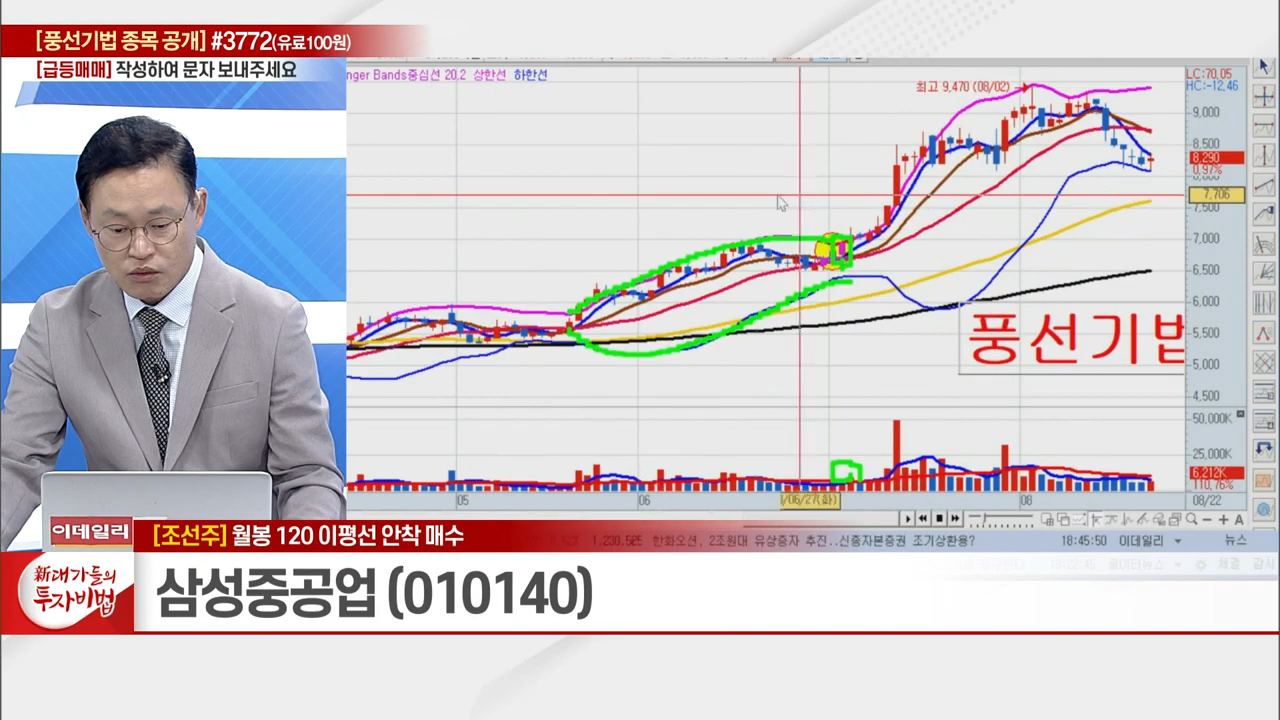 [풍선기법 종목 공개] #3772(유료100원)
[급등매매] 작성하여 문자 보내주세요
nger Bands중심선 20,2 상한선 하한선
최고 9,470 (08/02)
LC:70,05
HC:-12,46
9,000
8,500
8,290
0,97%
8,000
7,706
7,500
7,000
6,500
6,000
5,500
5,000
4,500
풍선기법
50,000K
25,000K
6,212K
110,76%
05
06
/06/27(화)
08
08/22
이데일리
[조선주] 월봉 120 이평선 안착 매수
1,230,525 한화오션, 2조원대 유상증자 추진..신종자본증권 조기상환용? 18:45:50 이데일리 뉴스
新대가들의
투자비법
삼성중공업 (010140)